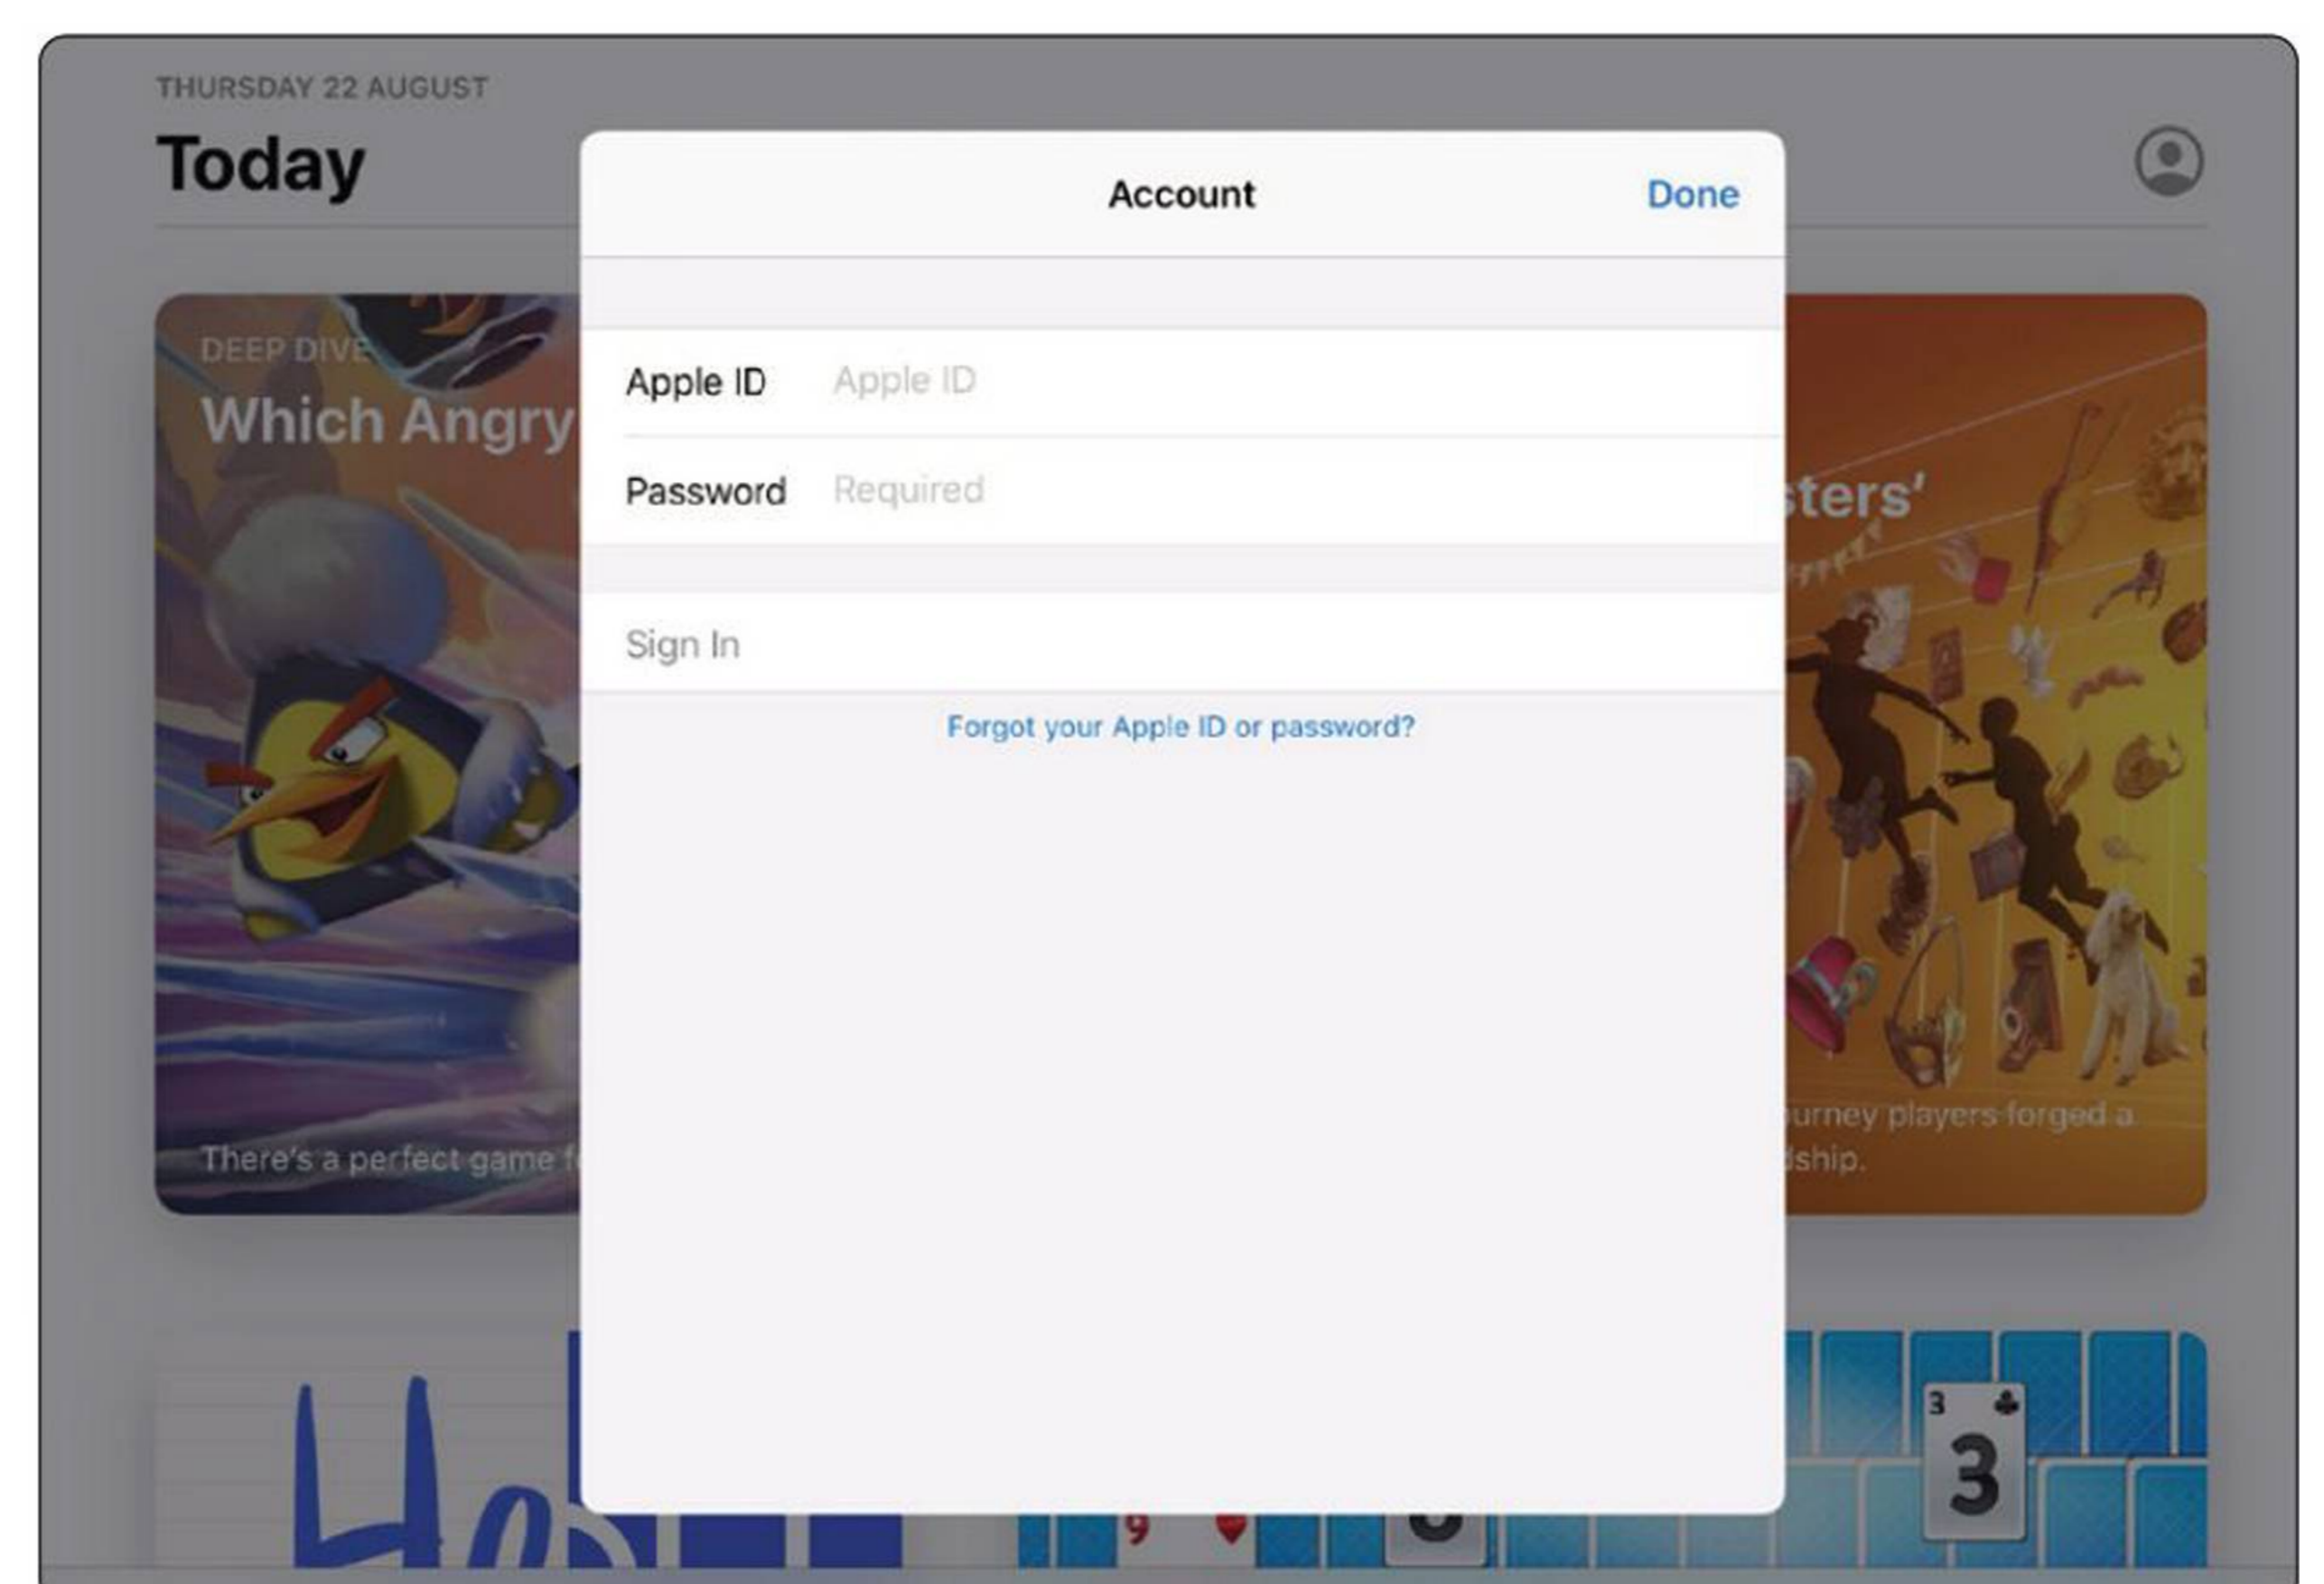 THURSDAY 22 AUGUST
Today
Account
Done
DEEP DIVE
Which Angry
Apple ID Apple ID
Password Required
sters'
Sign In
Forgot your Apple ID or password?
There's a perfect game
urney players forged a
dship.
3
3
9